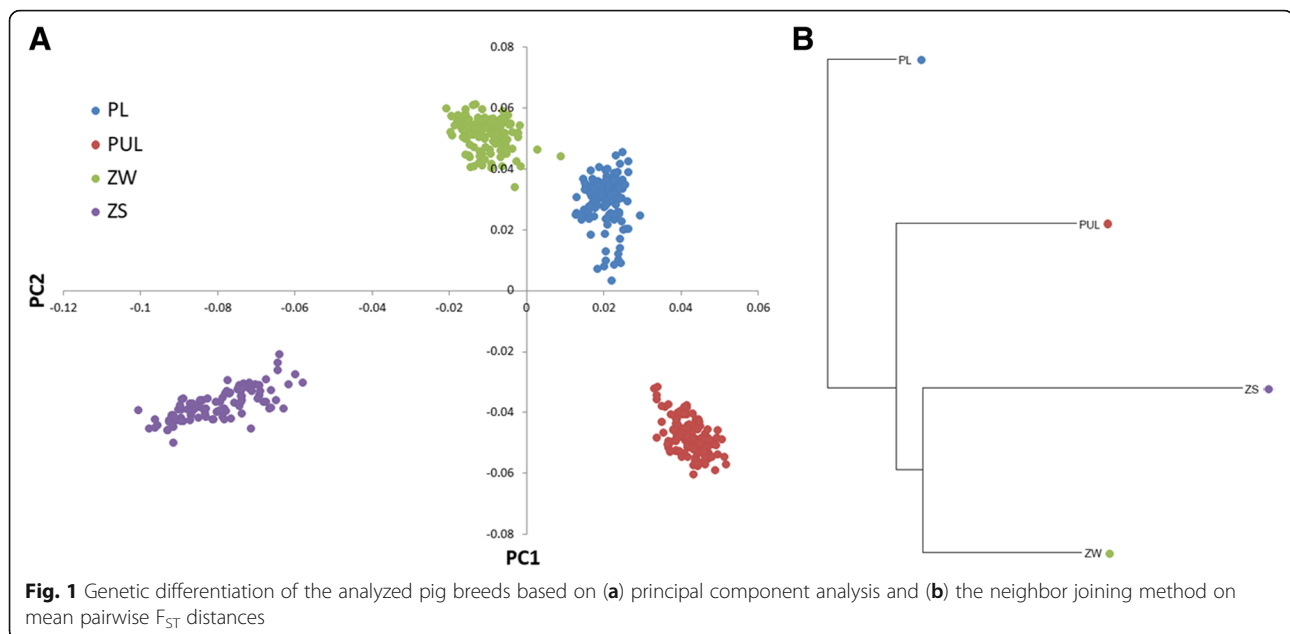 A
B
PL
PUL
ZW
ZS
0.08
0.06
0.04
0.02
0
-0.02
-0.04
-0.06
-0.08
-0.12
-0.1
-0.08
-0.06
-0.04
-0.02
0
0.02
0.04
0.06
PC2
PC1
PL
PUL
ZS
ZW
Fig. 1 Genetic differentiation of the analyzed pig breeds based on (a) principal component analysis and (b) the neighbor joining method on
mean pairwise FST distances